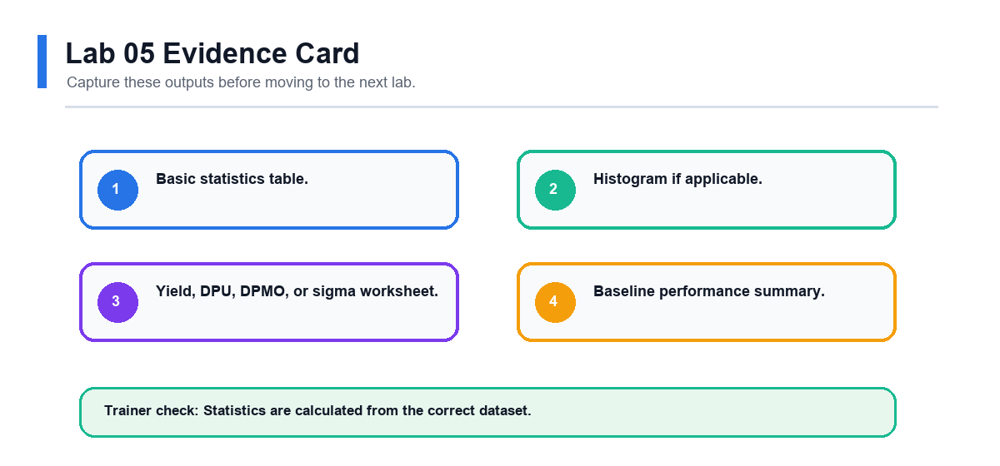 Lab 05 Evidence Card
Capture these outputs before moving to the next lab.
1
Basic statistics table.
2
Histogram if applicable.
3
Yield, DPU, DPMO, or sigma worksheet.
4
Baseline performance summary.
Trainer check: Statistics are calculated from the correct dataset.